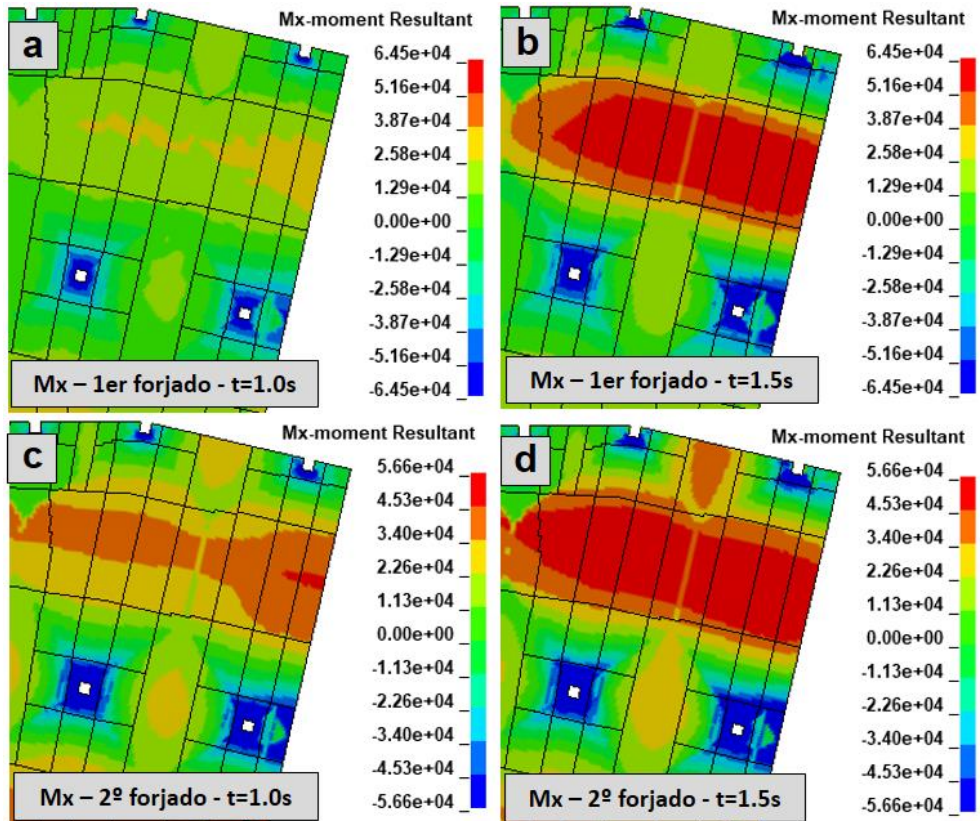 a
Mx-moment Resultant
6.45e+04
5.16e+04
3.87e+04
2.58e+04
1.29e+04
0.00e+00
-1.29e+04
-2.58e+04
-3.87e+04
-5.16e+04
-6.45e+04
Mx – 1er forjado - t=1.0s
b
Mx-moment Resultant
6.45e+04
5.16e+04
3.87e+04
2.58e+04
1.29e+04
0.00e+00
-1.29e+04
-2.58e+04
-3.87e+04
-5.16e+04
-6.45e+04
Mx – 1er forjado - t=1.5s
c
Mx-moment Resultant
5.66e+04
4.53e+04
3.40e+04
2.26e+04
1.13e+04
0.00e+00
-1.13e+04
-2.26e+04
-3.40e+04
-4.53e+04
-5.66e+04
Mx – 2º forjado - t=1.0s
d
Mx-moment Resultant
5.66e+04
4.53e+04
3.40e+04
2.26e+04
1.13e+04
0.00e+00
-1.13e+04
-2.26e+04
-3.40e+04
-4.53e+04
-5.66e+04
Mx – 2º forjado - t=1.5s